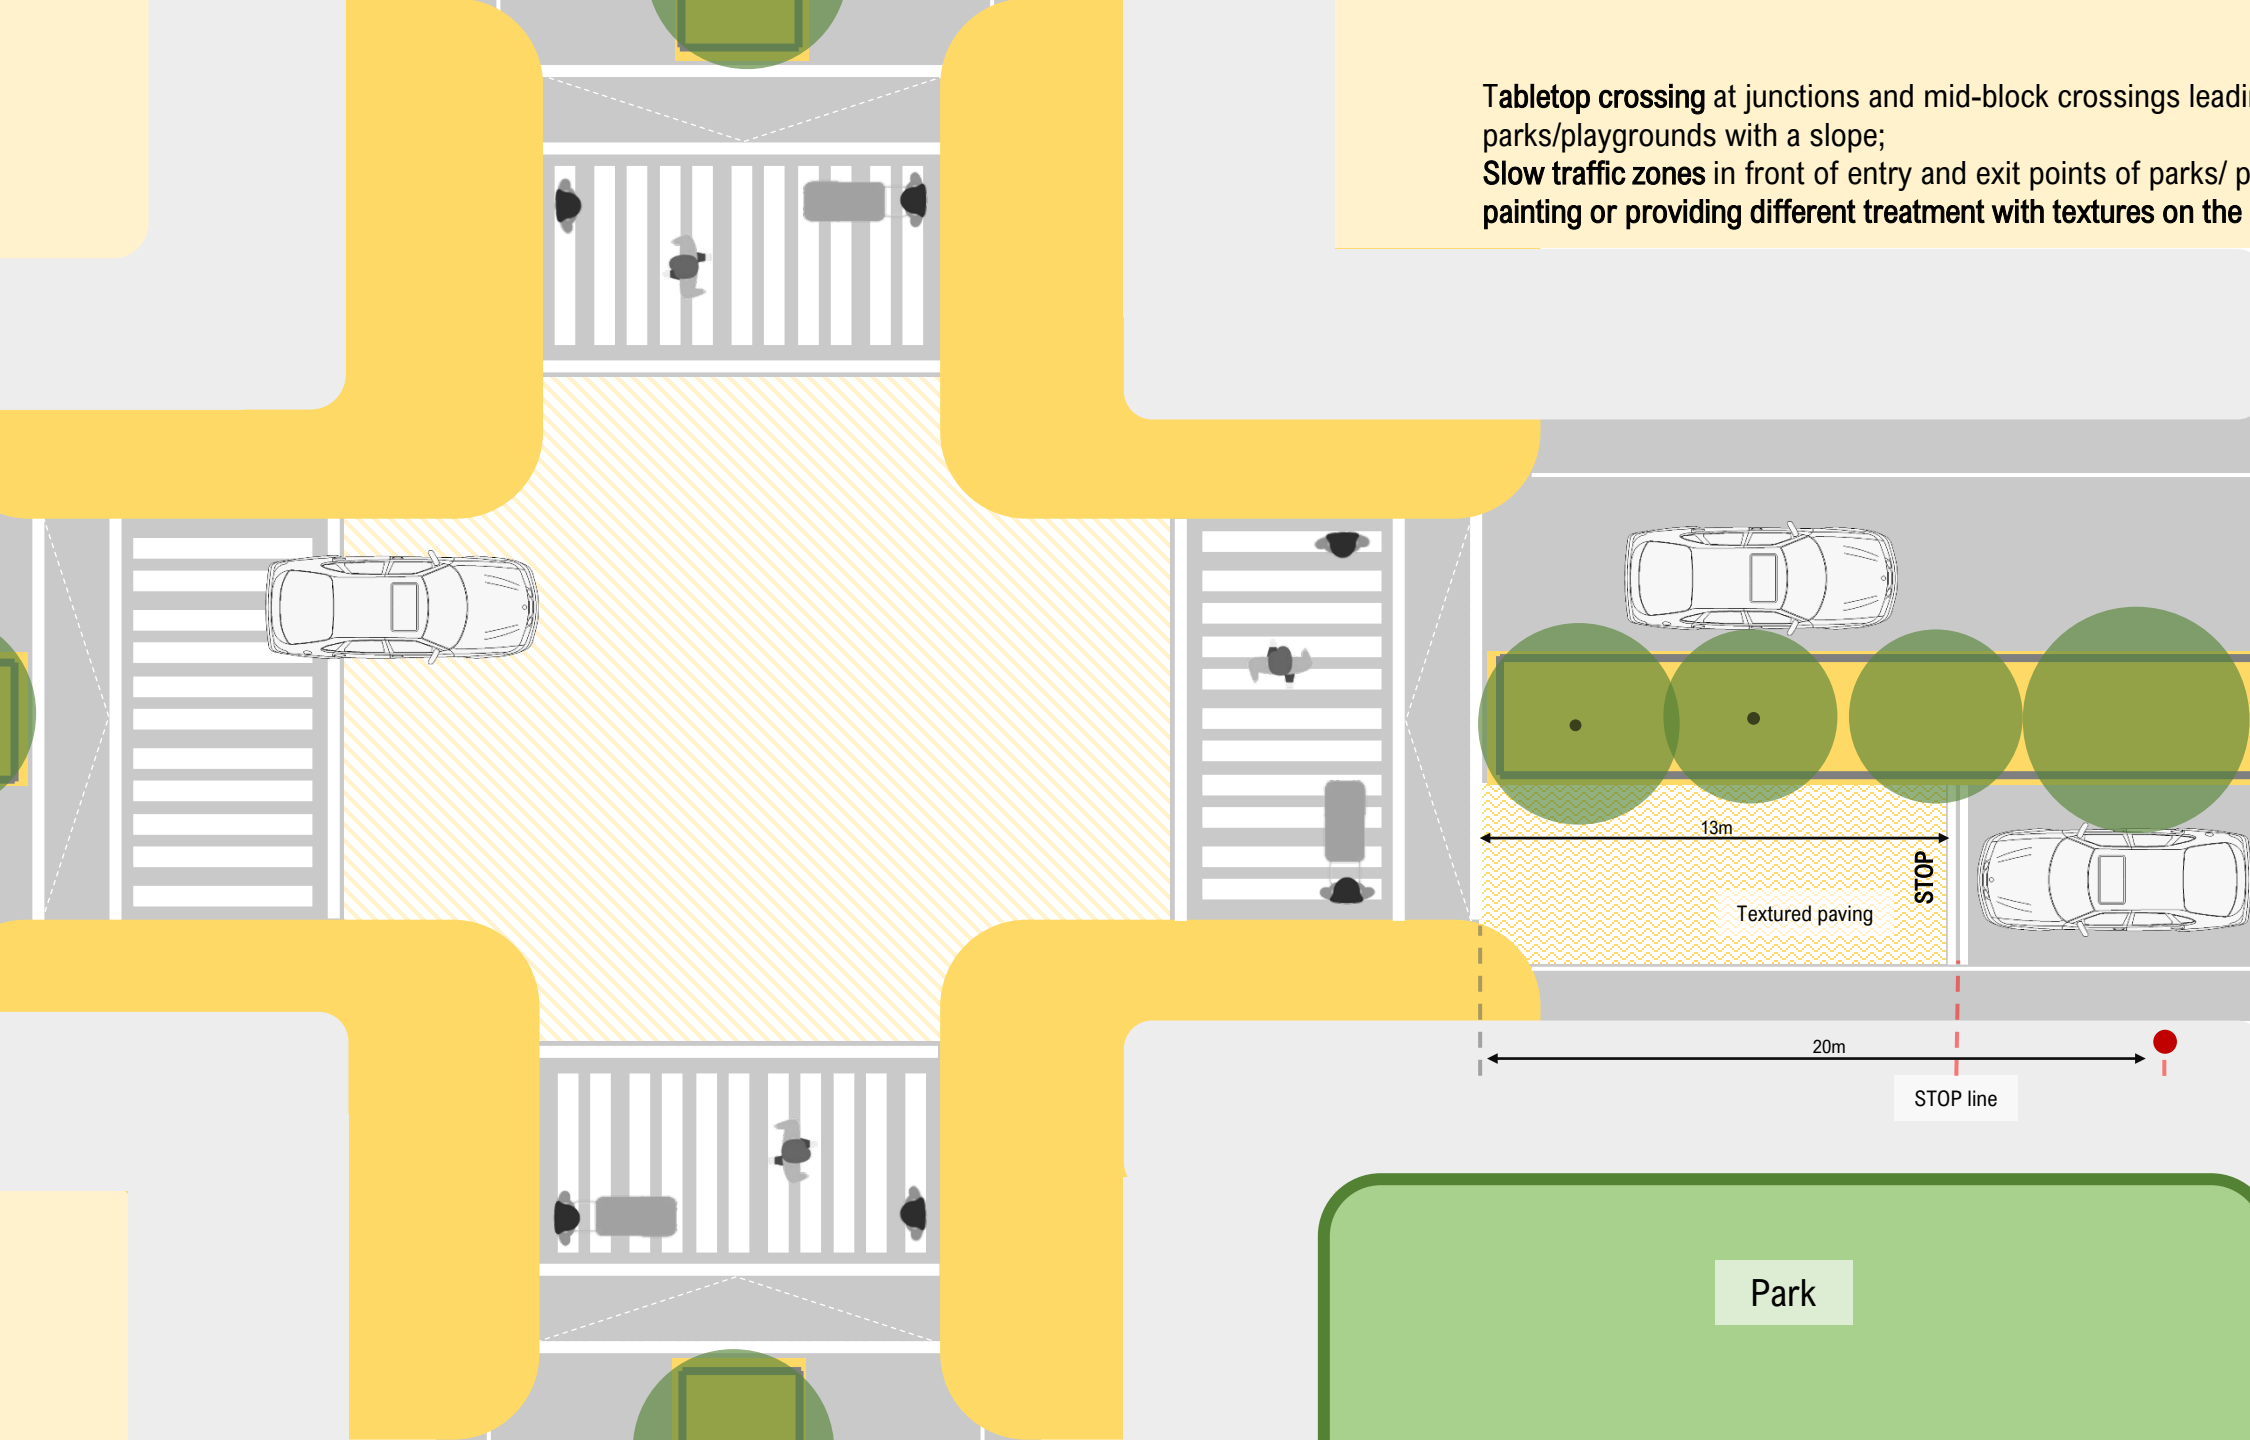 Tabletop crossing at junctions and mid-block crossings
parks/playgrounds with a slope;
Slow traffic zones in front of entry and exit points of parks/
painting or providing different treatment with textures on the
13m
STOP
Textured paving
20m
STOP line
Park